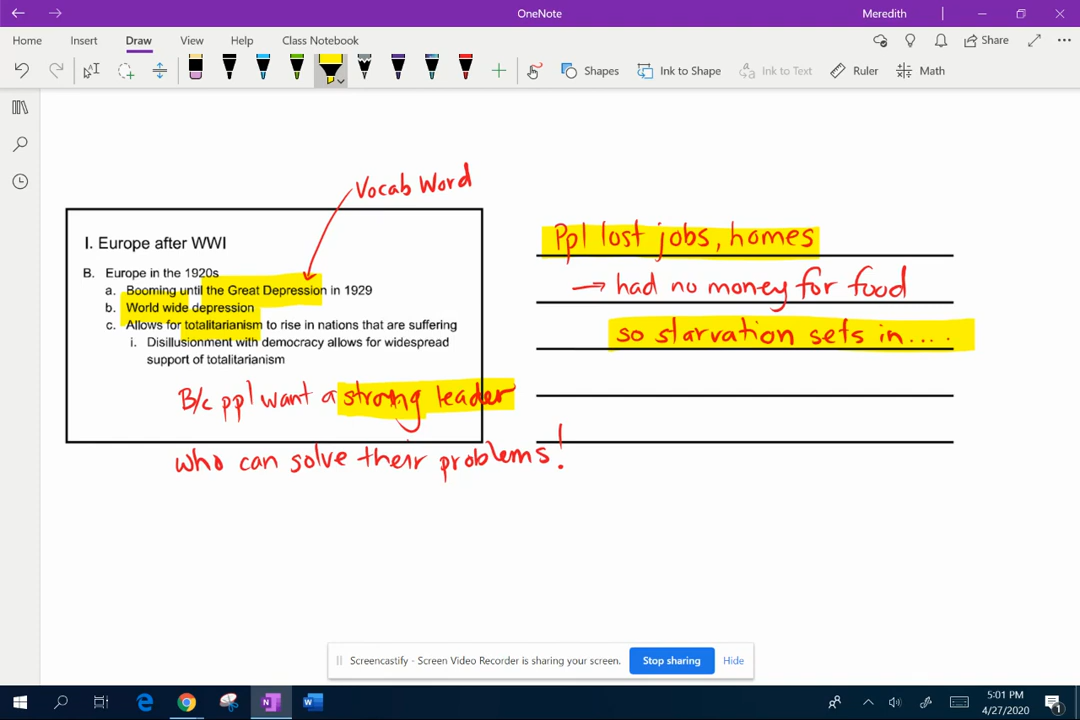 OneNote
Meredith
Home
Insert
Draw
View
Help
Class Notebook
Share
Shapes
Ink to Shape
Ink to Text
Ruler
Math
Vocab Word
I. Europe after WWI
B. Europe in the 1920s
a. Booming until the Great Depression in 1929
b. World wide depression
c. Allows for totalitarianism to rise in nations that are suffering
i. Disillusionment with democracy allows for widespread
support of totalitarianism
B/c ppl want a strong leader
who can solve their problems!
Ppl lost jobs, homes
→ had no money for food
so starvation sets in.....
Screencastify - Screen Video Recorder is sharing your screen.
Stop sharing
Hide
5:01 PM
4/27/2020
1